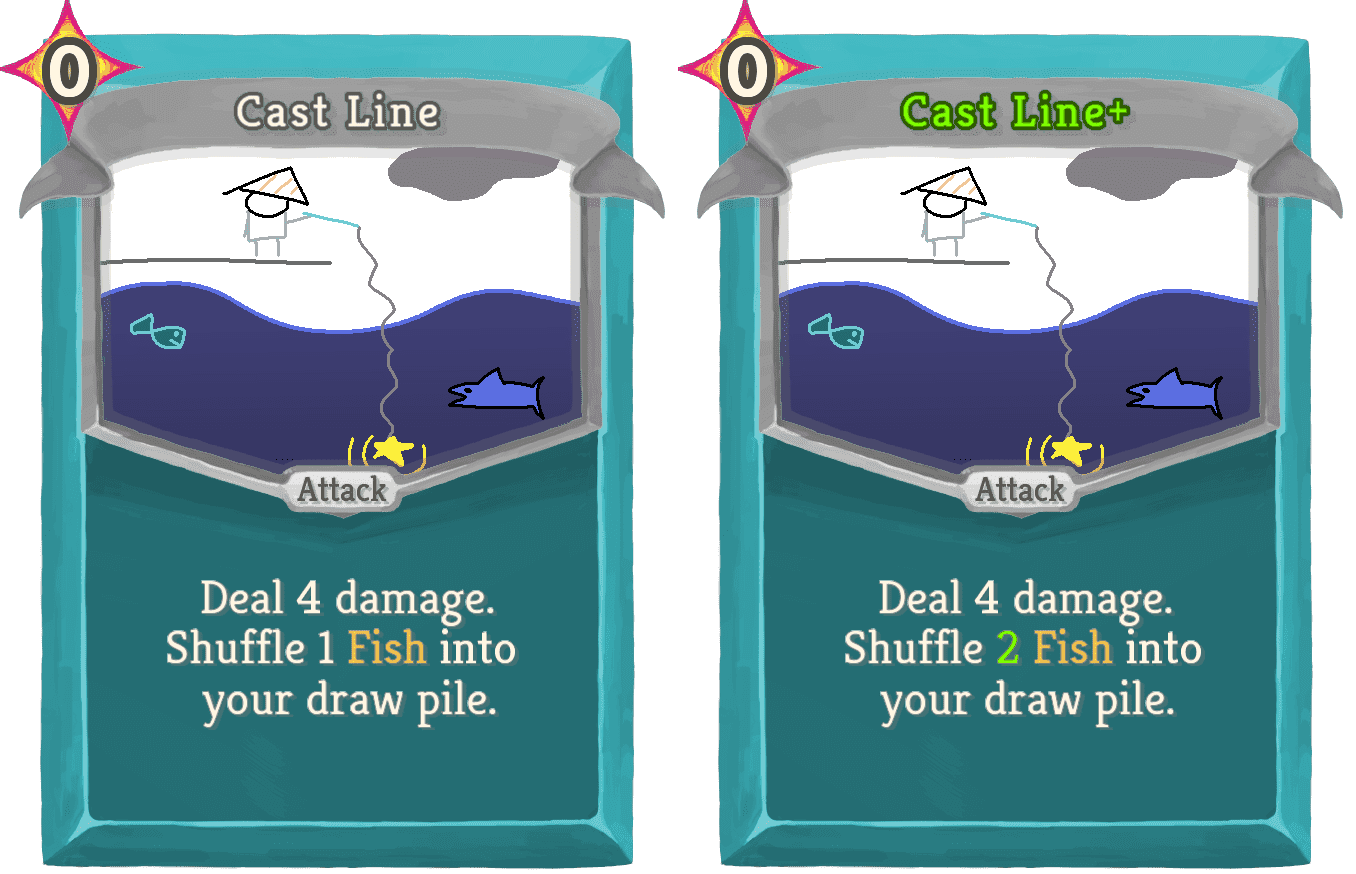 0
Cast Line
Attack
Deal 4 damage.
Shuffle 1 Fish into
your draw pile.
0
Cast Line+
Attack
Deal 4 damage.
Shuffle 2 Fish into
your draw pile.